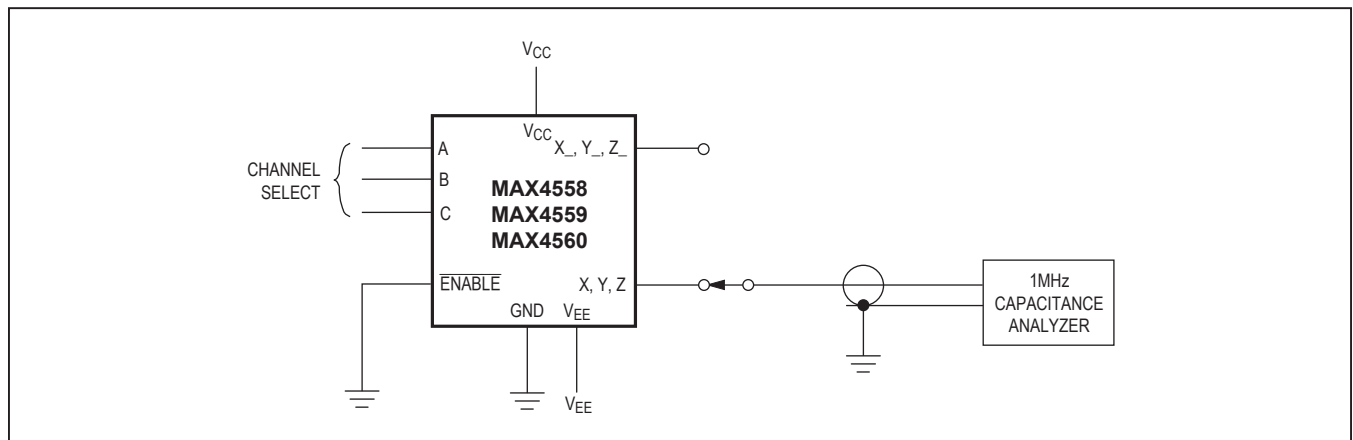 VCC
VCC
A
X_, Y_, Z_
CHANNEL
SELECT
B
MAX4558
MAX4559
MAX4560
C
ENABLE
X, Y, Z
GND
VEE
VEE
1MHz
CAPACITANCE
ANALYZER